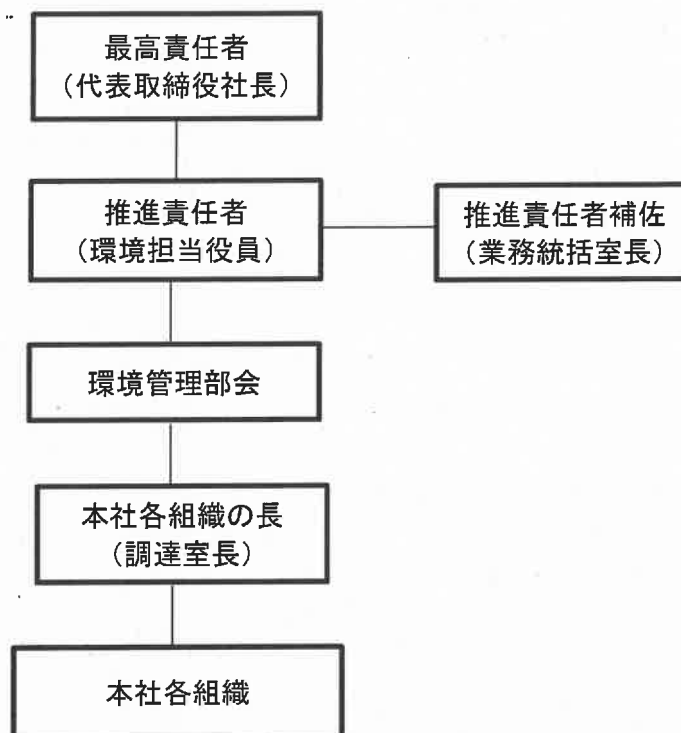 最高責任者
(代表取締役社長)
推進責任者
(環境担当役員)
推進責任者補佐
(業務統括室長)
環境管理部会
本社各組織の長
(調達室長)
本社各組織